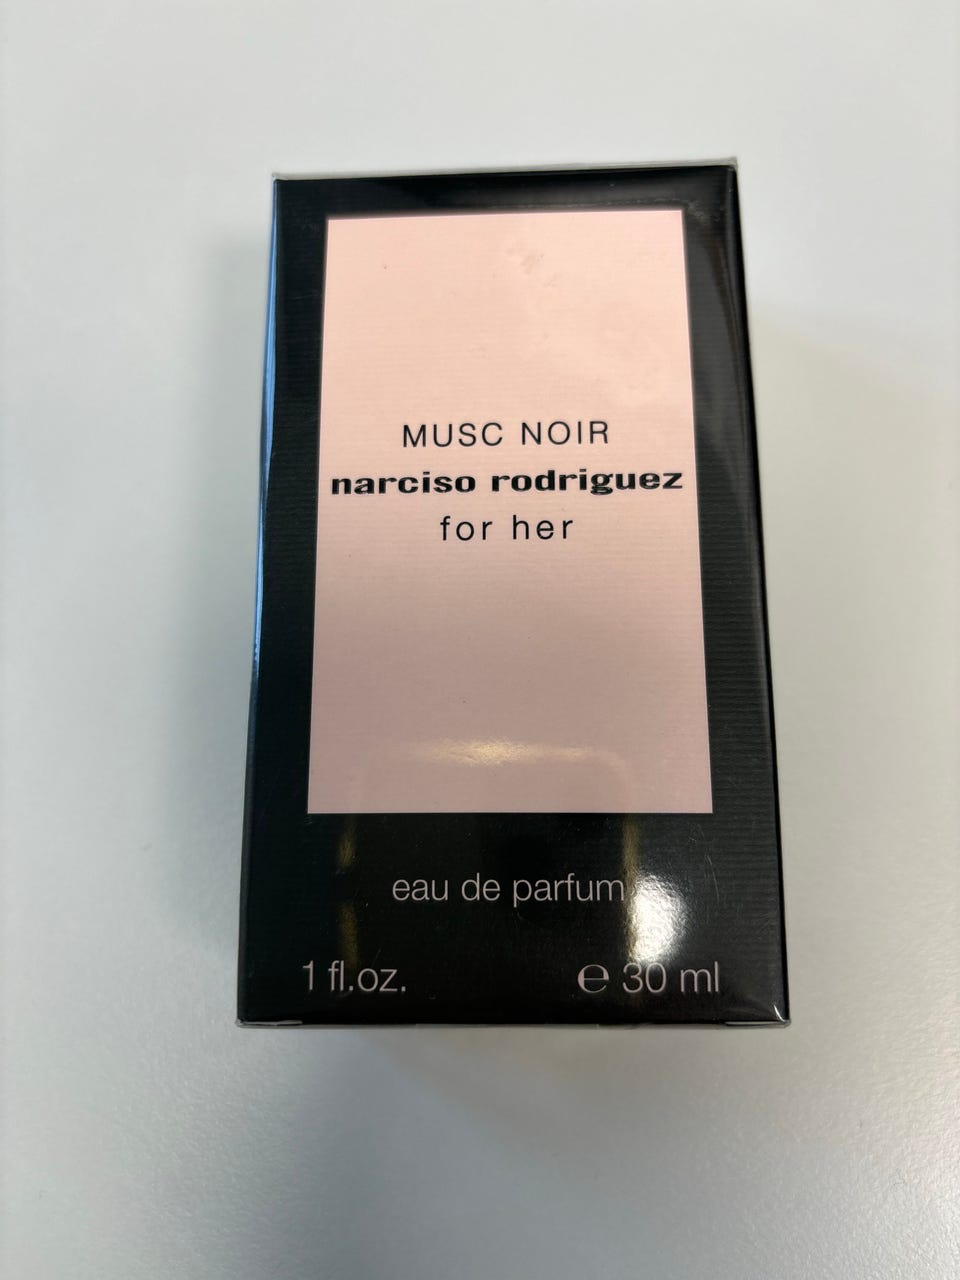 MUSC NOIR
narciso rodriguez
for her
eau de parfum
1 fl.oz. ℮ 30 ml